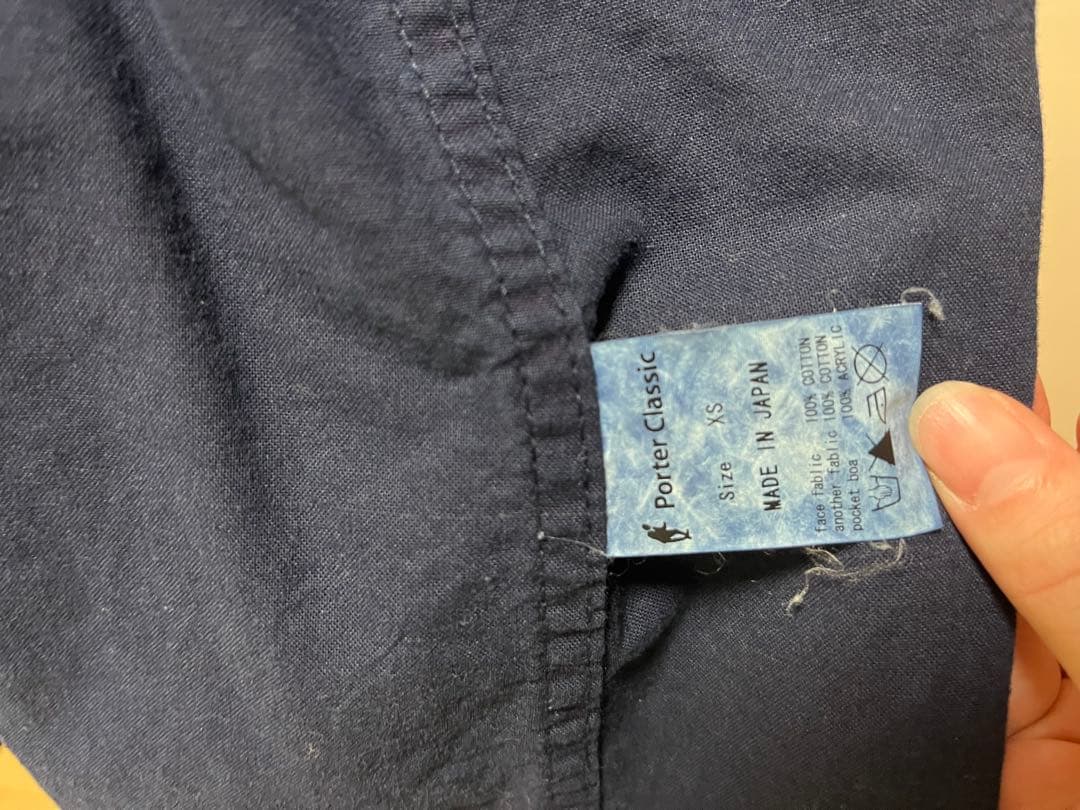 Porter Classic
Size XS
MADE IN JAPAN
face fablic 100% COTTON
another fablic 100% COTTON
pocket boa 100% ACRYLIC